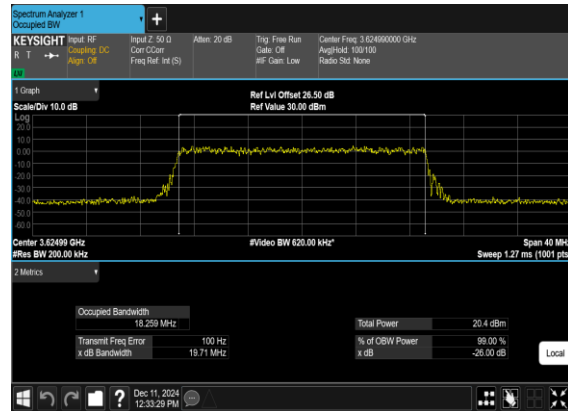 Spectrum Analyzer 1
Occupied BW
+
KEYSIGHT Input: RF Input Z: 50 Ω Atten: 20 dB Trig: Free Run Center Freq: 3.624990000 GHz
R T Coupling: DC Corr CCorr Gate: Off Avg|Hold: 100/100
Align: Off Freq Ref: Int (S) #IF Gain: Low Radio Std: None
1 Graph
Ref Lvl Offset 26.50 dB
Scale/Div 10.0 dB Ref Value 30.00 dBm
Log
20.0
10.0
0.00
-10.0
-20.0
-30.0
-40.0
-50.0
-60.0
Center 3.62499 GHz #Video BW 620.00 kHz* Span 40 MHz
#Res BW 200.00 kHz Sweep 1.27 ms (1001 pts
2 Metrics
Occupied Bandwidth
18.259 MHz Total Power 20.4 dBm
Transmit Freq Error 100 Hz % of OBW Power 99.00 %
x dB Bandwidth 19.71 MHz x dB -26.00 dB
Local
? Dec 11, 2024
12:33:29 PM